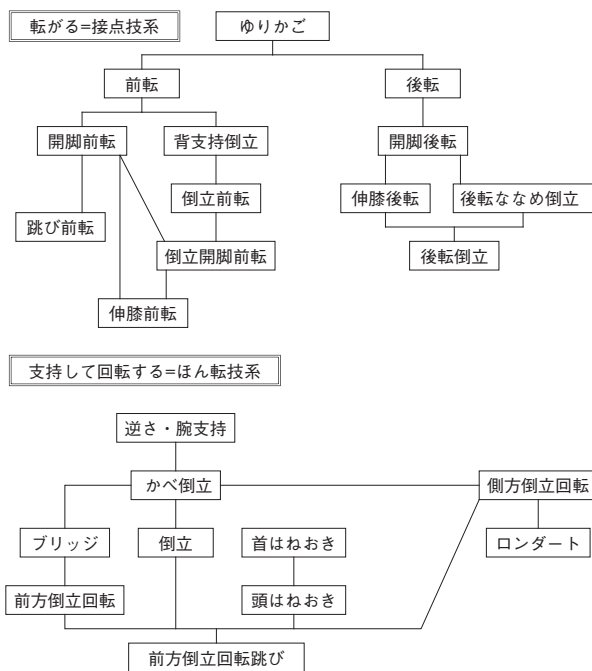 転がる=接点技系
ゆりかご
前転
後転
開脚前転
背支持倒立
開脚後転
倒立前転
伸膝後転
後転ななめ倒立
跳び前転
倒立開脚前転
後転倒立
伸膝前転
支持して回転する=ほん転技系
逆さ・腕支持
かべ倒立
側方倒立回転
ブリッジ
倒立
首はねおき
ロンダート
前方倒立回転
頭はねおき
前方倒立回転跳び